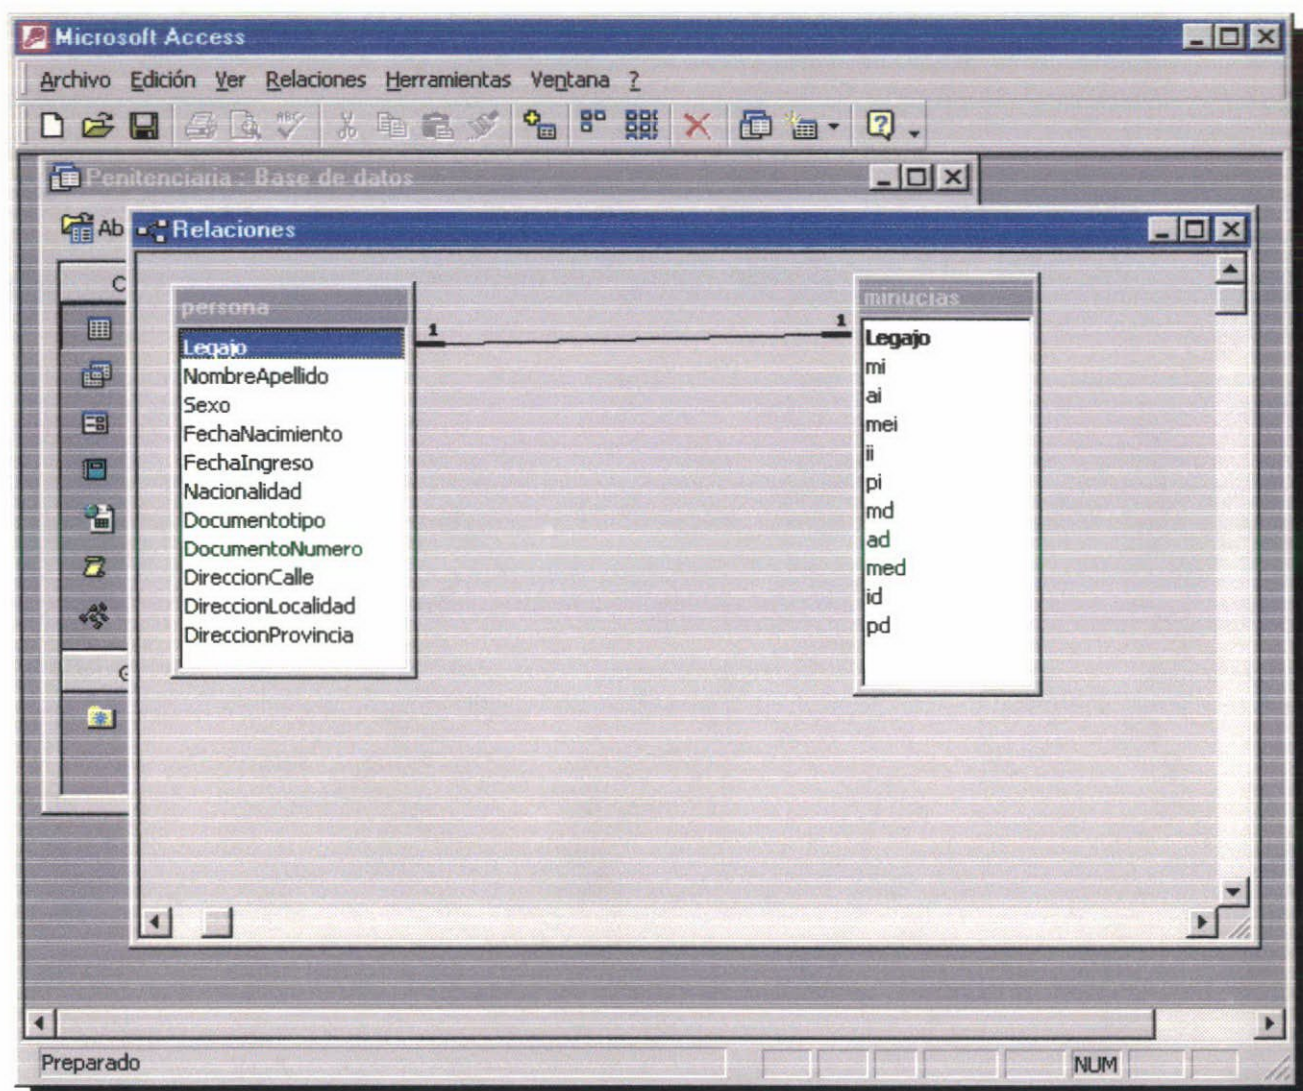 Microsoft Access
Archivo Edición Ver Relaciones Herramientas Ventana ?
Penitenciaria : Base de datos
Ab
Relaciones
persona
Legajo
NombreApellido
Sexo
FechaNacimiento
FechaIngreso
Nacionalidad
Documentotipo
DocumentoNumero
DireccionCalle
DireccionLocalidad
DireccionProvincia
1
1
minucias
Legajo
mi
ai
mei
ii
pi
md
ad
med
id
pd
Preparado
NUM